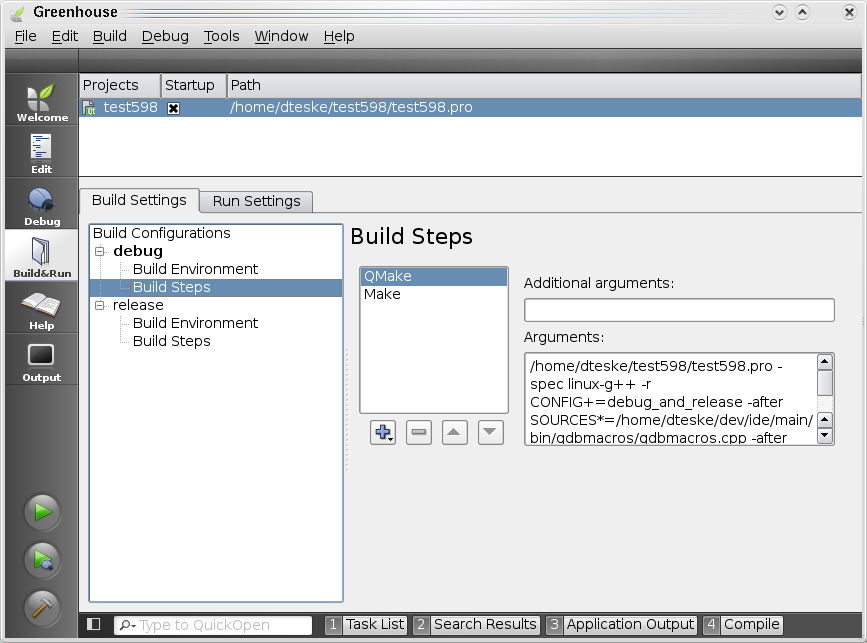 Greenhouse
File Edit Build Debug Tools Window Help
Projects Startup Path
test598 /home/dteske/test598/test598.pro
Welcome
Edit
Debug
Build&Run
Help
Output
Build Settings Run Settings
Build Configurations
debug
Build Environment
Build Steps
release
Build Environment
Build Steps
Build Steps
QMake
Make
Additional arguments:
Arguments:
/home/dteske/test598/test598.pro -
spec linux-g++ -r
CONFIG+=debug_and_release -after
SOURCES*=/home/dteske/dev/ide/main/
bin/gdbmacros/gdbmacros.cpp -after
Type to QuickOpen
1 Task List 2 Search Results 3 Application Output 4 Compile